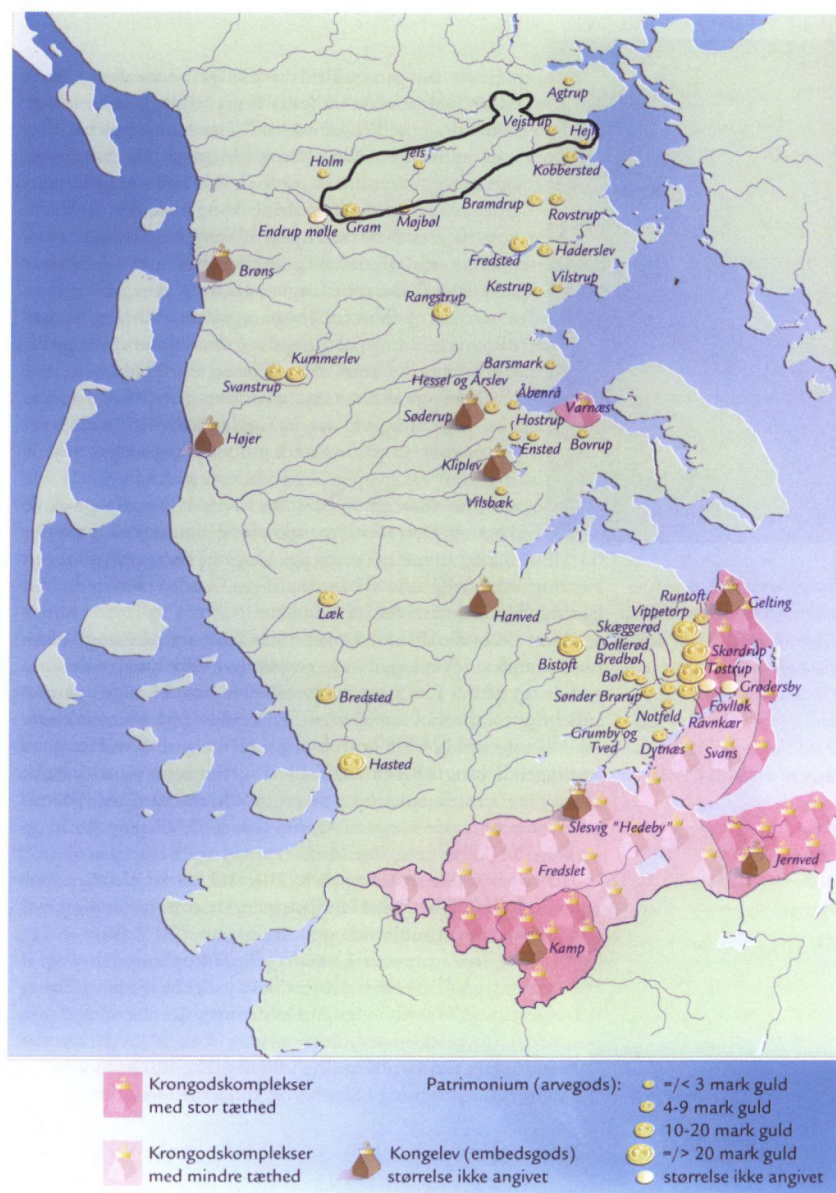 Agtrup
Vejstrup
Hejls
Jels
Holm
Kobbersted
Bramdrup
Rovstrup
Endrup mølle
Gram
Møjbøl
Fredsted
Haderslev
Brøns
Kestrup
Vilstrup
Rangstrup
Kummerlev
Svanstrup
Barsmark
Hessel og Årslev
Åbenrå
Varnæs
Søderup
Hostrup
Højer
Ensted
Bovrup
Kliplev
Vilsbæk
Læk
Hanved
Runtoft
Gelting
Vippetorp
Skæggerød
Dollerød
Skørdrup
Bistoft
Bredbøl
Tøstrup
Bøl
Grødersby
Bredsted
Sønder Brarup
Fovlløk
Notfeld
Ravnkær
Grumby og
Tved
Dytnæs
Svans
Hasted
Slesvig "Hedeby"
Fredslet
Jernved
Kamp
Krongodskomplekser
med stor tæthed
Krongodskomplekser
med mindre tæthed
Kongelev (embedsgods)
størrelse ikke angivet
Patrimonium (arvegods):
=/< 3 mark guld
4-9 mark guld
10-20 mark guld
=/> 20 mark guld
størrelse ikke angivet